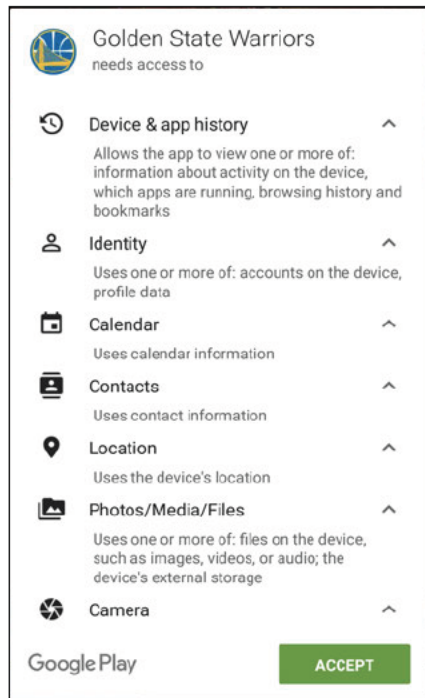 Golden State Warriors
needs access to
Device & app history
Allows the app to view one or more of:
information about activity on the device,
which apps are running, browsing history and
bookmarks
Identity
Uses one or more of: accounts on the device,
profile data
Calendar
Uses calendar information
Contacts
Uses contact information
Location
Uses the device's location
Photos/Media/Files
Uses one or more of: files on the device,
such as images, videos, or audio; the
device's external storage
Camera
Google Play
ACCEPT